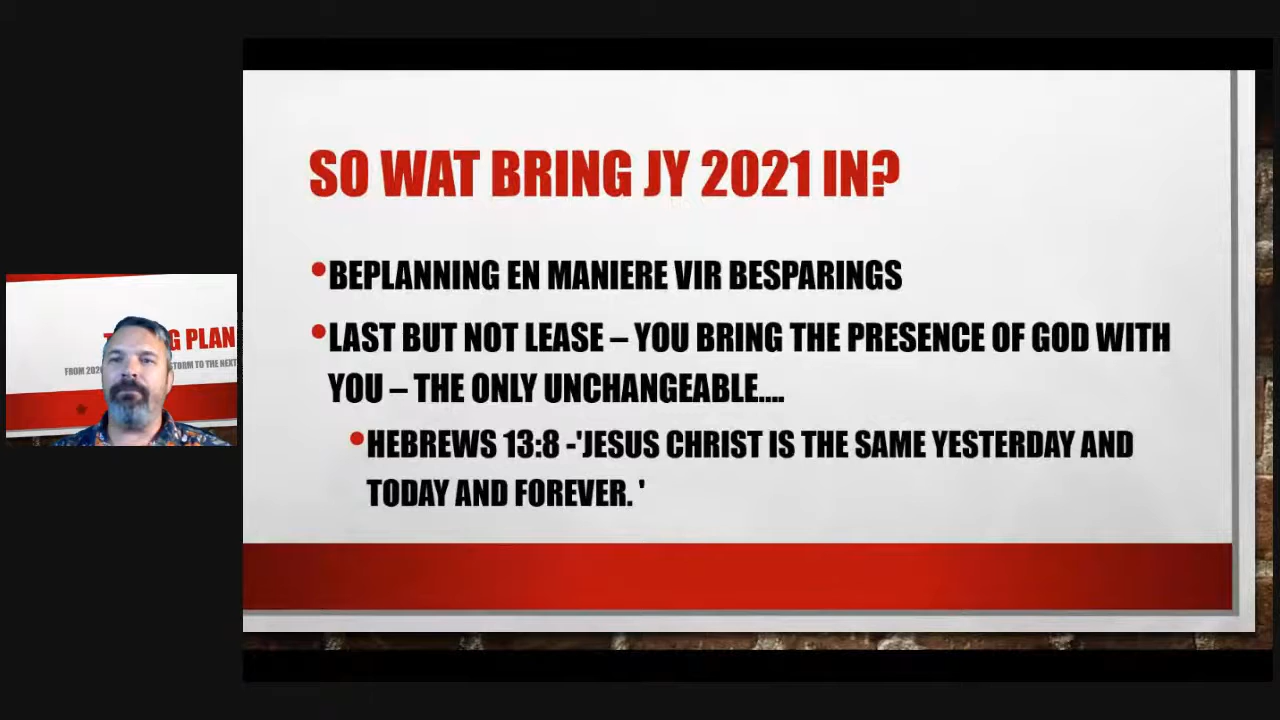 SO WAT BRING JY 2021 IN?
•BEPLANNING EN MANIERE VIR BESPARINGS
•LAST BUT NOT LEASE – YOU BRING THE PRESENCE OF GOD WITH
YOU – THE ONLY UNCHANGEABLE....
•HEBREWS 13:8 -'JESUS CHRIST IS THE SAME YESTERDAY AND
TODAY AND FOREVER. '
PLAN
FROM STORM TO THE NEXT